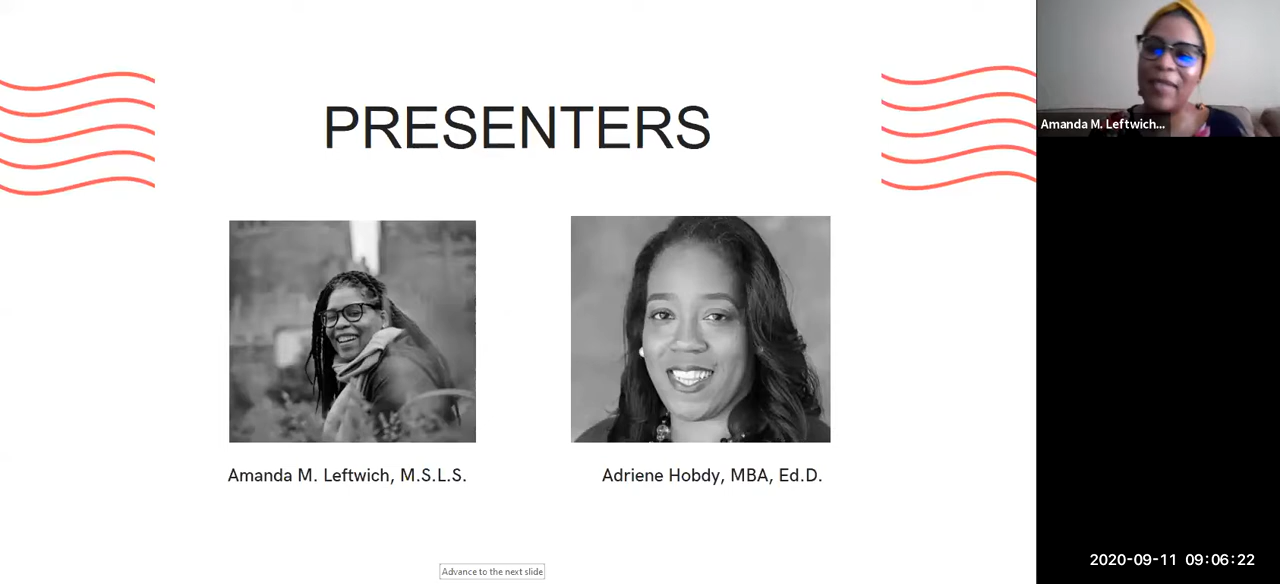 PRESENTERS
Amanda M. Leftwich...
Amanda M. Leftwich, M.S.L.S.
Adriene Hobdy, MBA, Ed.D.
Advance to the next slide
2020-09-11 09:06:22